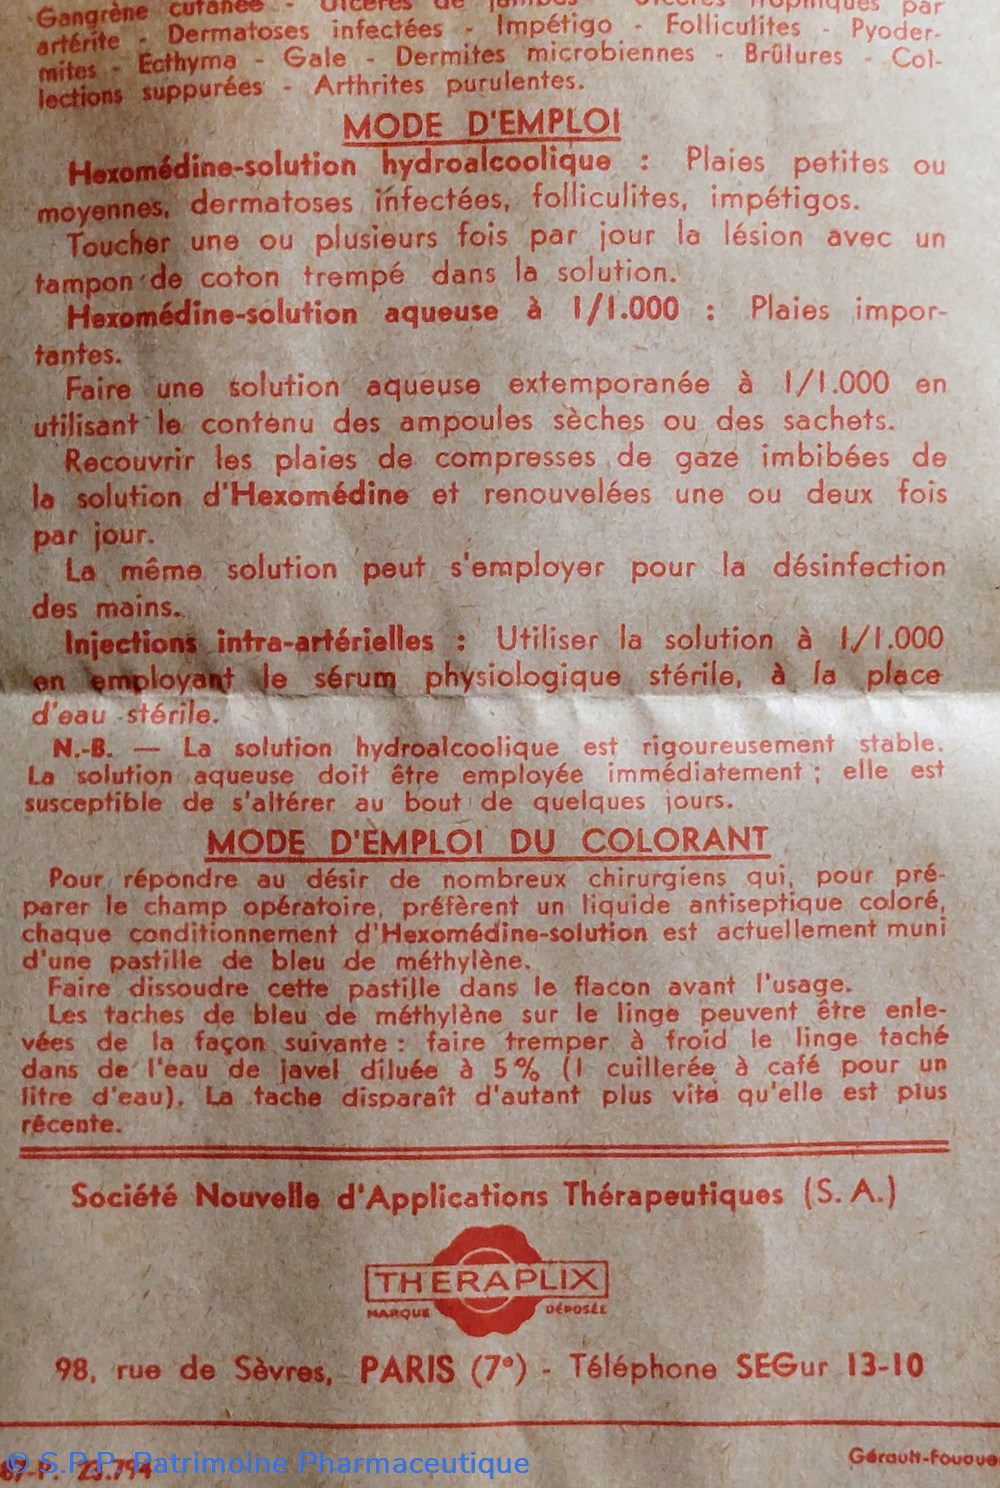 Gangrène cutanée - Ulcères de jambes - Ulcères trophiques par
artérite - Dermatoses infectées - Impétigo - Folliculites - Pyoder-
mites - Ecthyma - Gale - Dermites microbiennes - Brûlures - Col-
lections suppurées - Arthrites purulentes.
MODE D'EMPLOI
Hexomédine-solution hydroalcoolique : Plaies petites ou
moyennes, dermatoses infectées, folliculites, impétigos.
Toucher une ou plusieurs fois par jour la lésion avec un
tampon de coton trempé dans la solution.
Hexomédine-solution aqueuse à 1/1.000 : Plaies impor-
tantes.
Faire une solution aqueuse extemporanée à 1/1.000 en
utilisant le contenu des ampoules sèches ou des sachets.
Recouvrir les plaies de compresses de gaze imbibées de
la solution d'Hexomédine et renouvelées une ou deux fois
par jour.
La même solution peut s'employer pour la désinfection
des mains.
Injections intra-artérielles : Utiliser la solution à 1/1.000
en employant le sérum physiologique stérile, à la place
d'eau stérile.
N.-B. — La solution hydroalcoolique est rigoureusement stable.
La solution aqueuse doit être employée immédiatement ; elle est
susceptible de s'altérer au bout de quelques jours.
MODE D'EMPLOI DU COLORANT
Pour répondre au désir de nombreux chirurgiens qui, pour pré-
parer le champ opératoire, préfèrent un liquide antiseptique coloré,
chaque conditionnement d'Hexomédine-solution est actuellement muni
d'une pastille de bleu de méthylène.
Faire dissoudre cette pastille dans le flacon avant l'usage.
Les taches de bleu de méthylène sur le linge peuvent être enle-
vées de la façon suivante : faire tremper à froid le linge taché
dans de l'eau de javel diluée à 5 % (1 cuillerée à café pour un
litre d'eau). La tache disparaît d'autant plus vite qu'elle est plus
récente.
Société Nouvelle d'Applications Thérapeutiques (S.A.)
THERAPLIX
MARQUE DÉPOSÉE
98, rue de Sèvres, PARIS (7e) - Téléphone SEGur 13-10
23.794
Gérault-Fouque
© S.P.P. Patrimoine Pharmaceutique